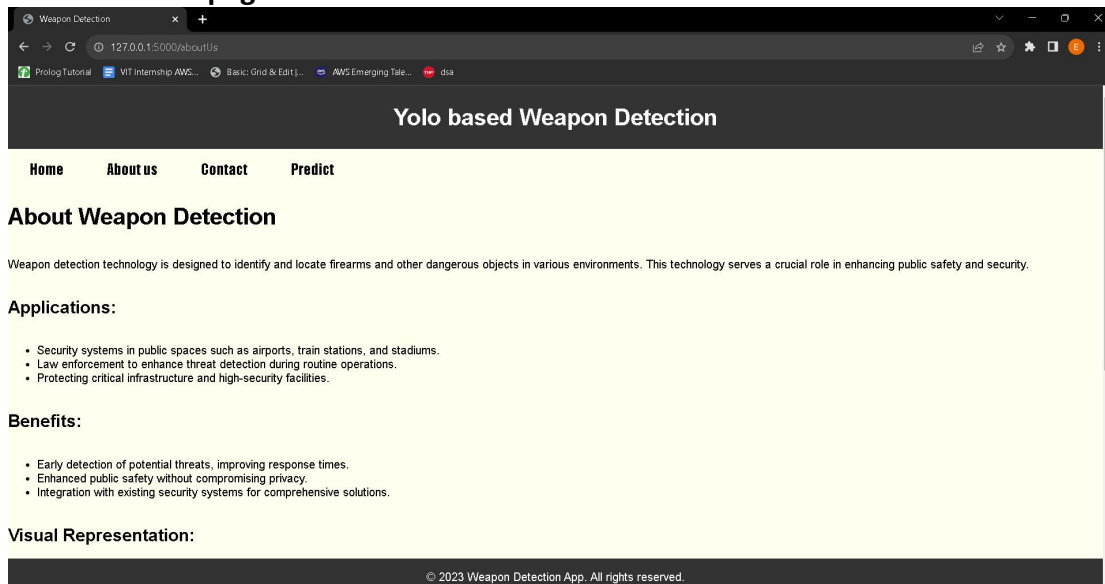 Weapon Detection
127.0.0.1:5000/aboutUs
Prolog Tutorial VIT Internship AWS... Basic: Grid & Edit |... AWS Emerging Tale... dsa
Yolo based Weapon Detection
Home About us Contact Predict
About Weapon Detection
Weapon detection technology is designed to identify and locate firearms and other dangerous objects in various environments. This technology serves a crucial role in enhancing public safety and security.
Applications:
• Security systems in public spaces such as airports, train stations, and stadiums.
• Law enforcement to enhance threat detection during routine operations.
• Protecting critical infrastructure and high-security facilities.
Benefits:
• Early detection of potential threats, improving response times.
• Enhanced public safety without compromising privacy.
• Integration with existing security systems for comprehensive solutions.
Visual Representation:
© 2023 Weapon Detection App. All rights reserved.